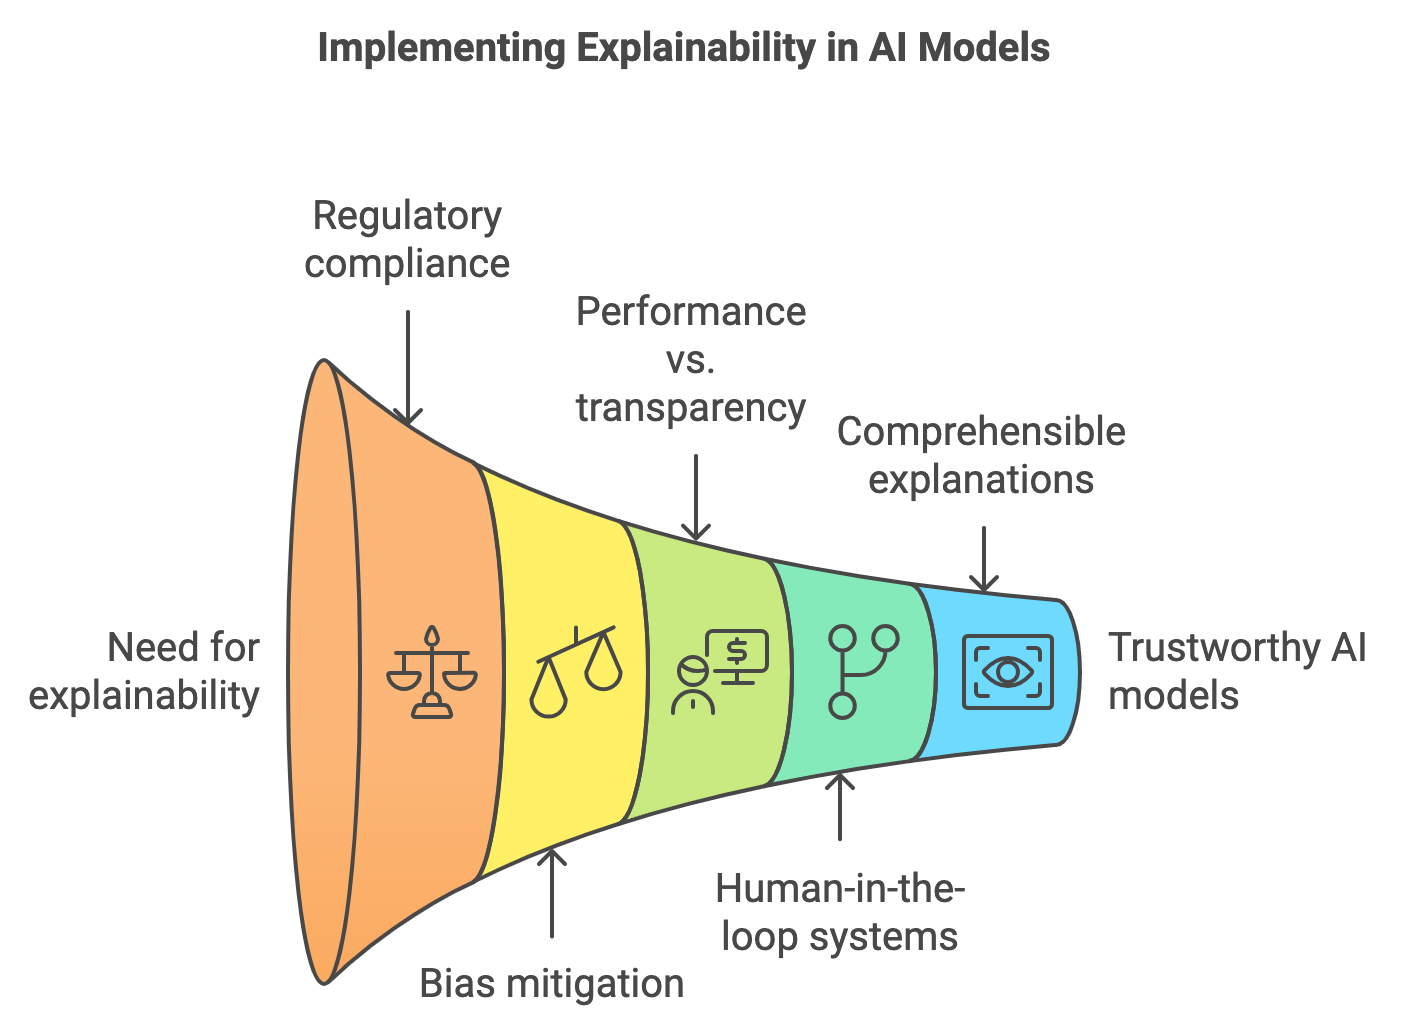 Implementing Explainability in AI Models
Regulatory
compliance
Performance
vs.
transparency
Comprehensible
explanations
Need for
explainability
$
Trustworthy AI
models
Human-in-the-
loop systems
Bias mitigation